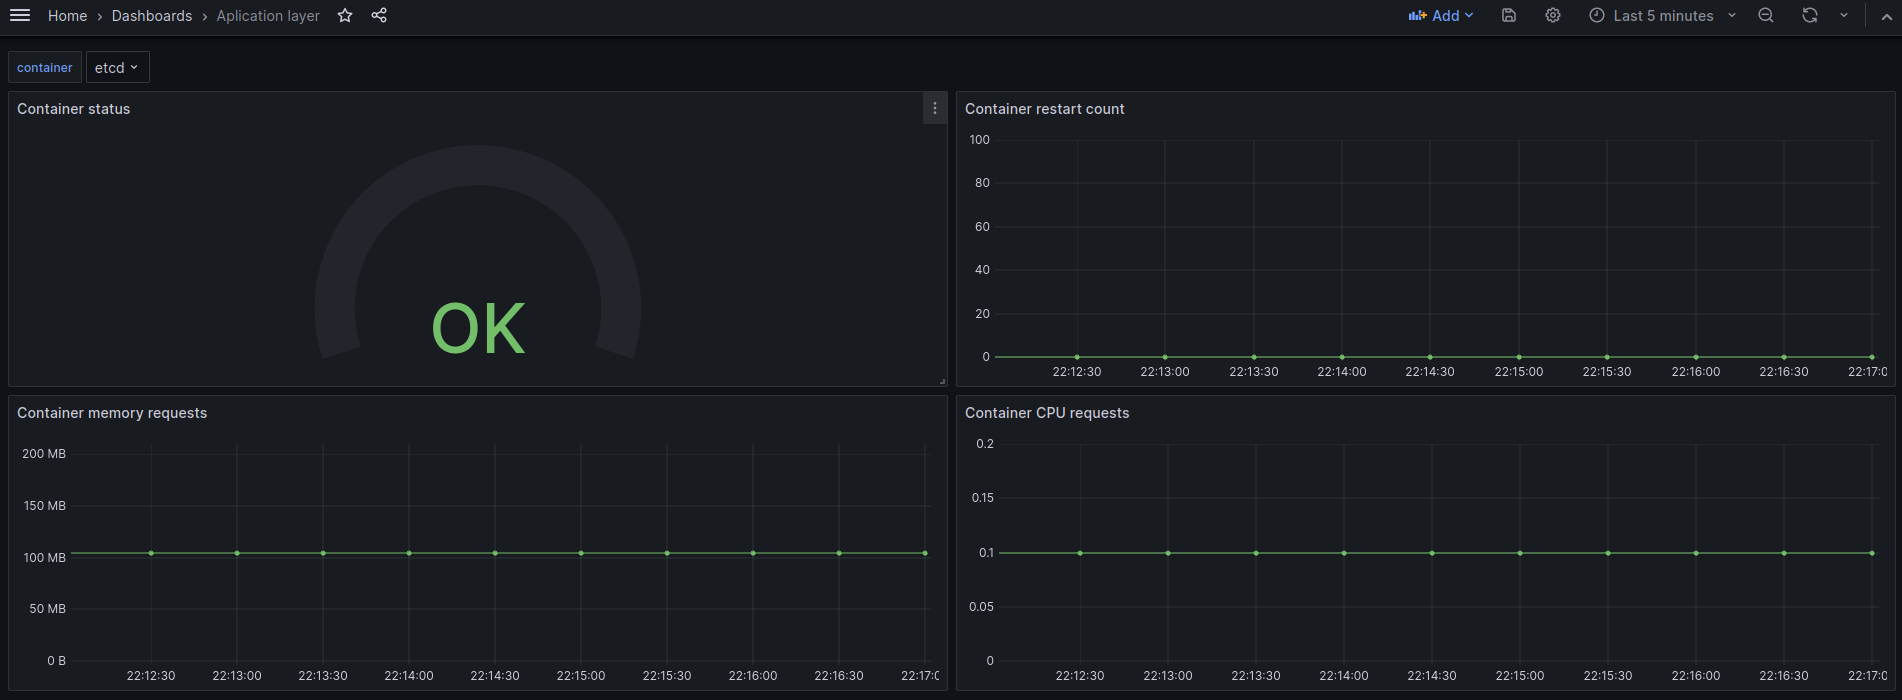 Home › Dashboards › Aplication layer Add Last 5 minutes
container etcd
Container status
OK
Container restart count
100
80
60
40
20
0
22:12:30 22:13:00 22:13:30 22:14:00 22:14:30 22:15:00 22:15:30 22:16:00 22:16:30 22:17:0
Container memory requests
200 MB
150 MB
100 MB
50 MB
0 B
22:12:30 22:13:00 22:13:30 22:14:00 22:14:30 22:15:00 22:15:30 22:16:00 22:16:30 22:17:0
Container CPU requests
0.2
0.15
0.1
0.05
0
22:12:30 22:13:00 22:13:30 22:14:00 22:14:30 22:15:00 22:15:30 22:16:00 22:16:30 22:17:0